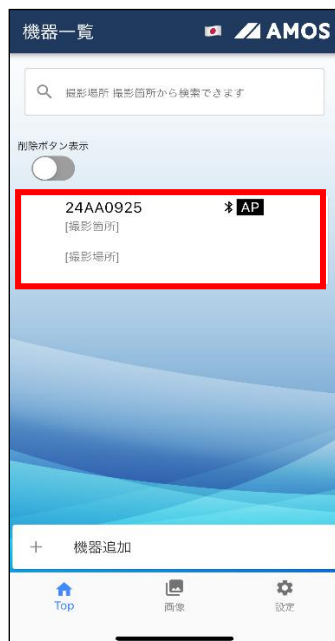 機器一覧
AMOS
撮影場所 撮影箇所から検索できます
削除ボタン表示
24AA0925
AP
[撮影箇所]
[撮影場所]
+ 機器追加
Top
画像
設定